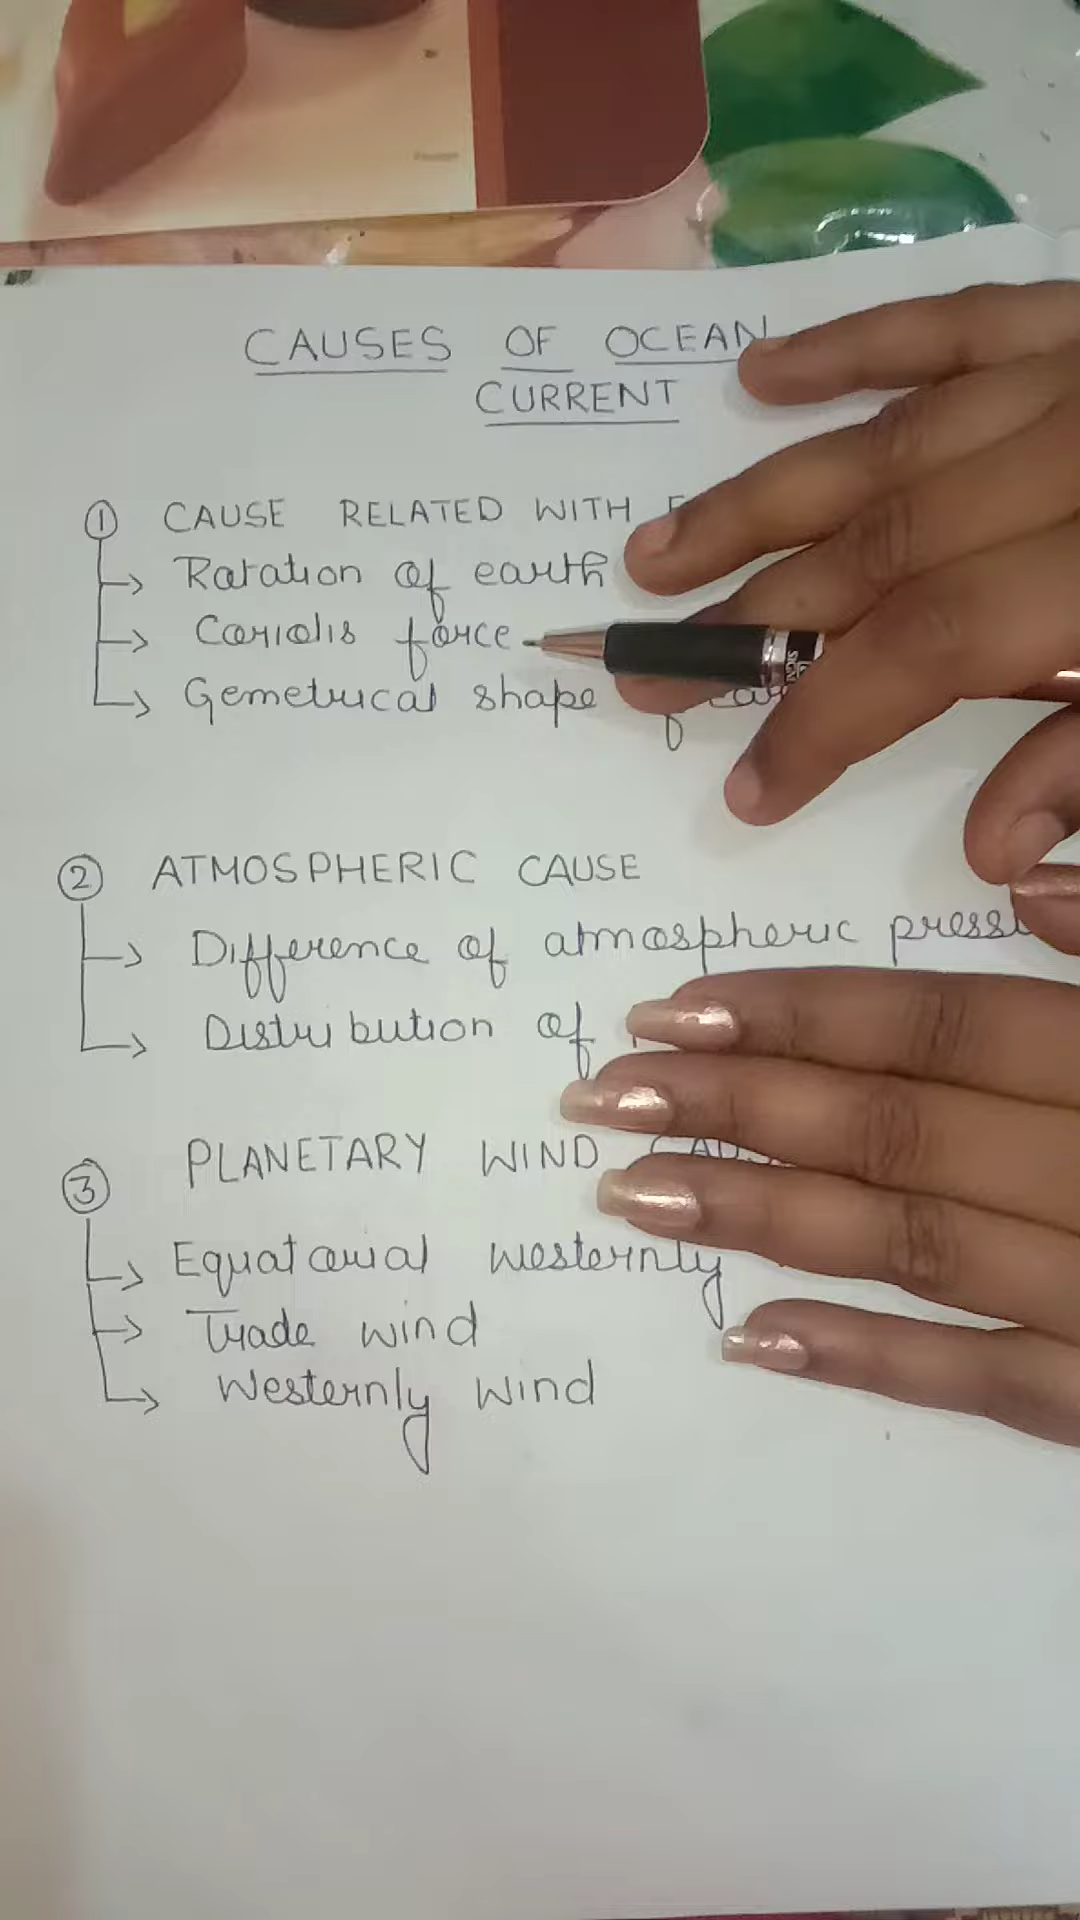 CAUSES OF OCEAN
CURRENT
① CAUSE RELATED WITH
→ Rotation of earth
→ Coriolis force
→ Gemetrical shape
② ATMOSPHERIC CAUSE
→ Difference of atmospheric
→ Distribution of
③ PLANETARY WIND
→ Equatorial westernly
→ Trade wind
→ Westernly wind